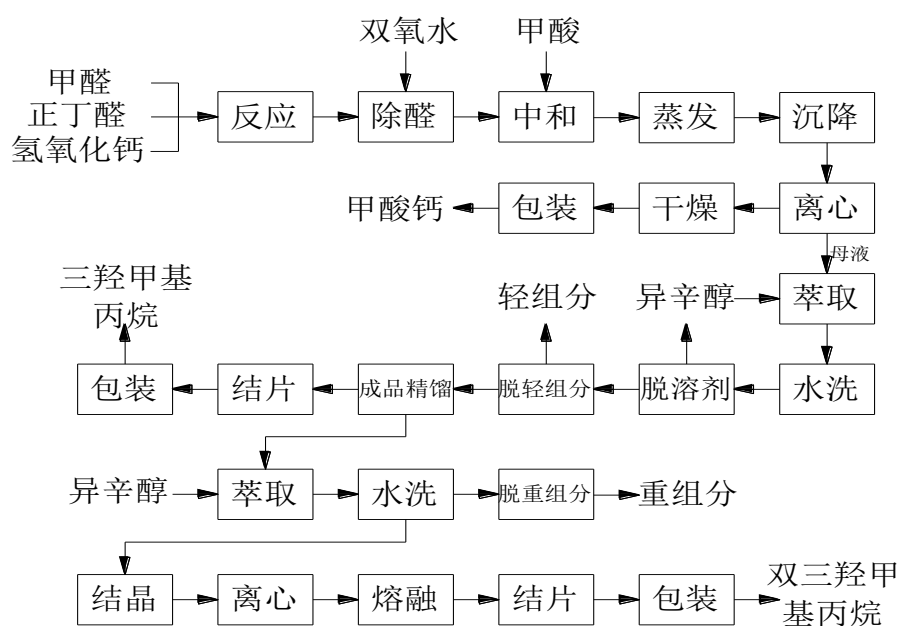 双氧水
甲酸
甲醛
正丁醛
氢氧化钙
反应
除醛
中和
蒸发
沉降
甲酸钙
包装
干燥
离心
母液
三羟甲基
丙烷
轻组分
异辛醇
萃取
包装
结片
成品精馏
脱轻组分
脱溶剂
水洗
异辛醇
萃取
水洗
脱重组分
重组分
结晶
离心
熔融
结片
包装
双三羟甲
基丙烷